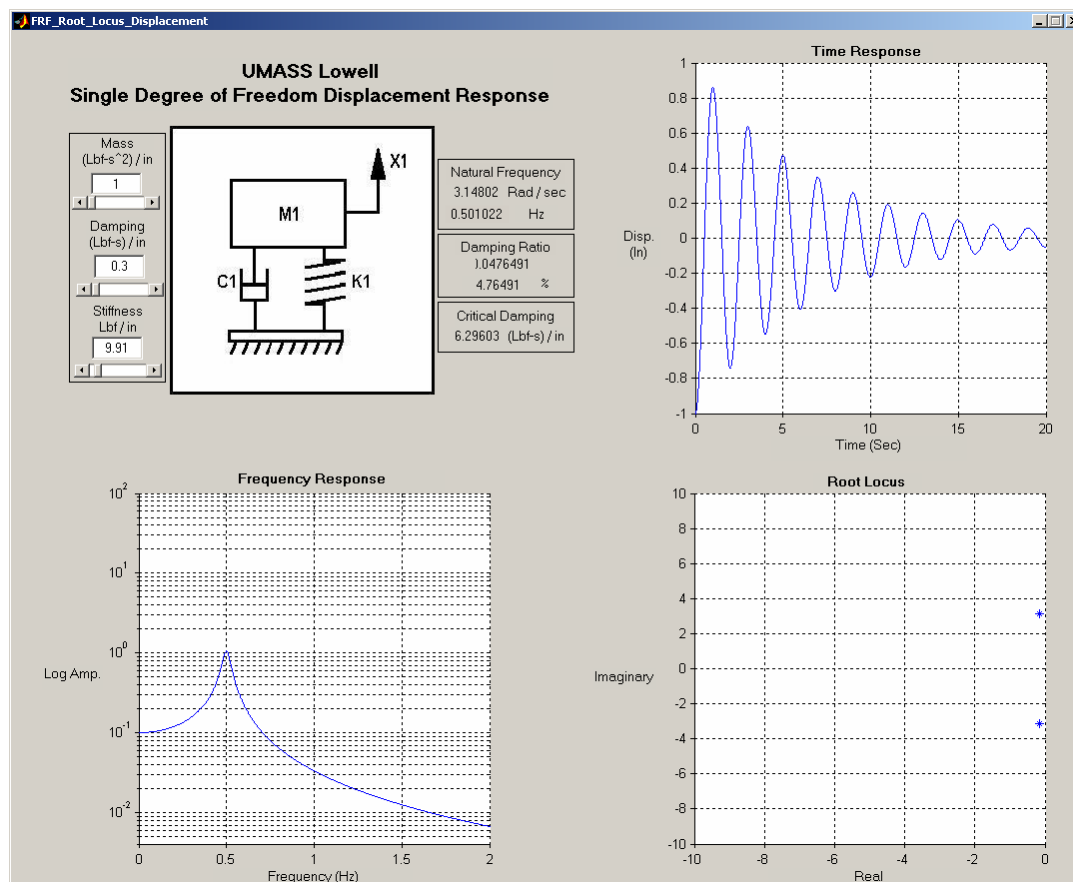 FRF_Root_Locus_Displacement
UMASS Lowell
Single Degree of Freedom Displacement Response
Mass
(Lbf-s^2) / in
1
Damping
(Lbf-s) / in
0.3
Stiffness
Lbf / in
9.91
X1
M1
C1
K1
Natural Frequency
3.14802 Rad / sec
0.501022 Hz
Damping Ratio
).0476491
4.76491 %
Critical Damping
6.29603 (Lbf-s) / in
Time Response
1
0.8
0.6
0.4
0.2
0
-0.2
-0.4
-0.6
-0.8
-1
Disp.
(In)
0 5 10 15 20
Time (Sec)
Frequency Response
10^2
10^1
10^0
10^-1
10^-2
Log Amp.
0 0.5 1 1.5 2
Frequency (Hz)
Root Locus
10
8
6
4
2
0
-2
-4
-6
-8
-10
Imaginary
-10 -8 -6 -4 -2 0
Real